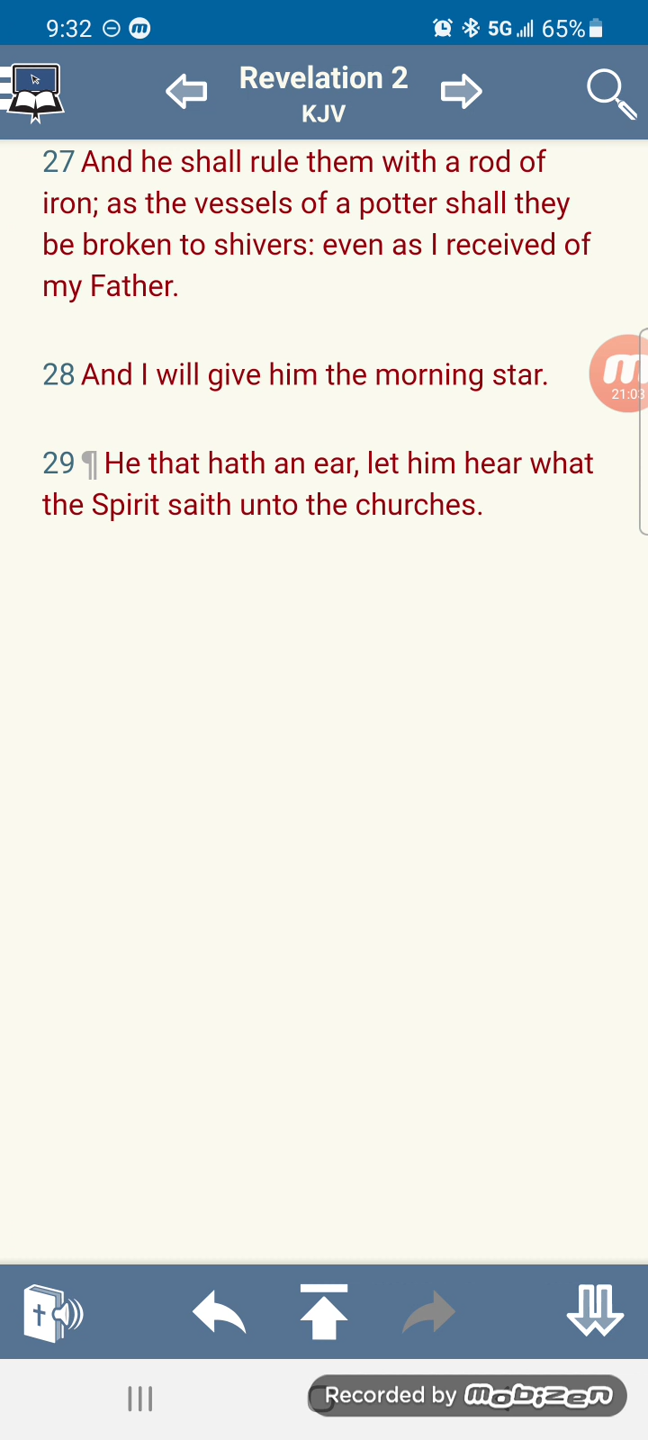 9:32
5G 65%
Revelation 2
KJV
27 And he shall rule them with a rod of
iron; as the vessels of a potter shall they
be broken to shivers: even as I received of
my Father.
28 And I will give him the morning star.
21:03
29 ¶ He that hath an ear, let him hear what
the Spirit saith unto the churches.
Recorded by mobizen